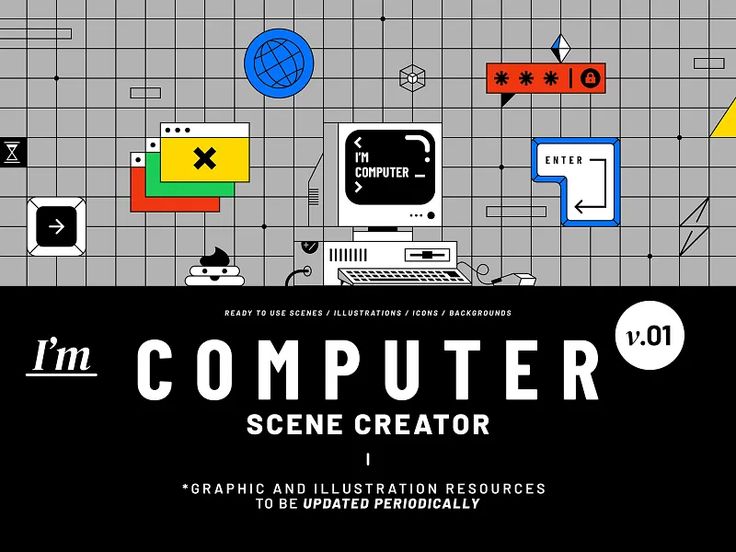 ***
ENTER
<
I'M
COMPUTER _
>
READY TO USE SCENES / ILLUSTRATIONS / ICONS / BACKGROUNDS
I'm
COMPUTER
v.01
SCENE CREATOR
*GRAPHIC AND ILLUSTRATION RESOURCES
TO BE UPDATED PERIODICALLY